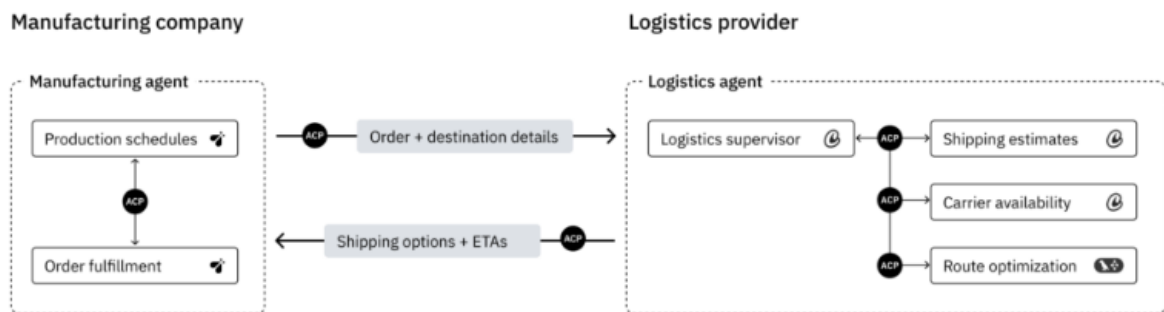 Manufacturing company
Logistics provider
Manufacturing agent
Logistics agent
Production schedules
ACP
Order fulfillment
ACP
Order + destination details
Shipping options + ETAs
ACP
Logistics supervisor
ACP
Shipping estimates
ACP
Carrier availability
ACP
Route optimization